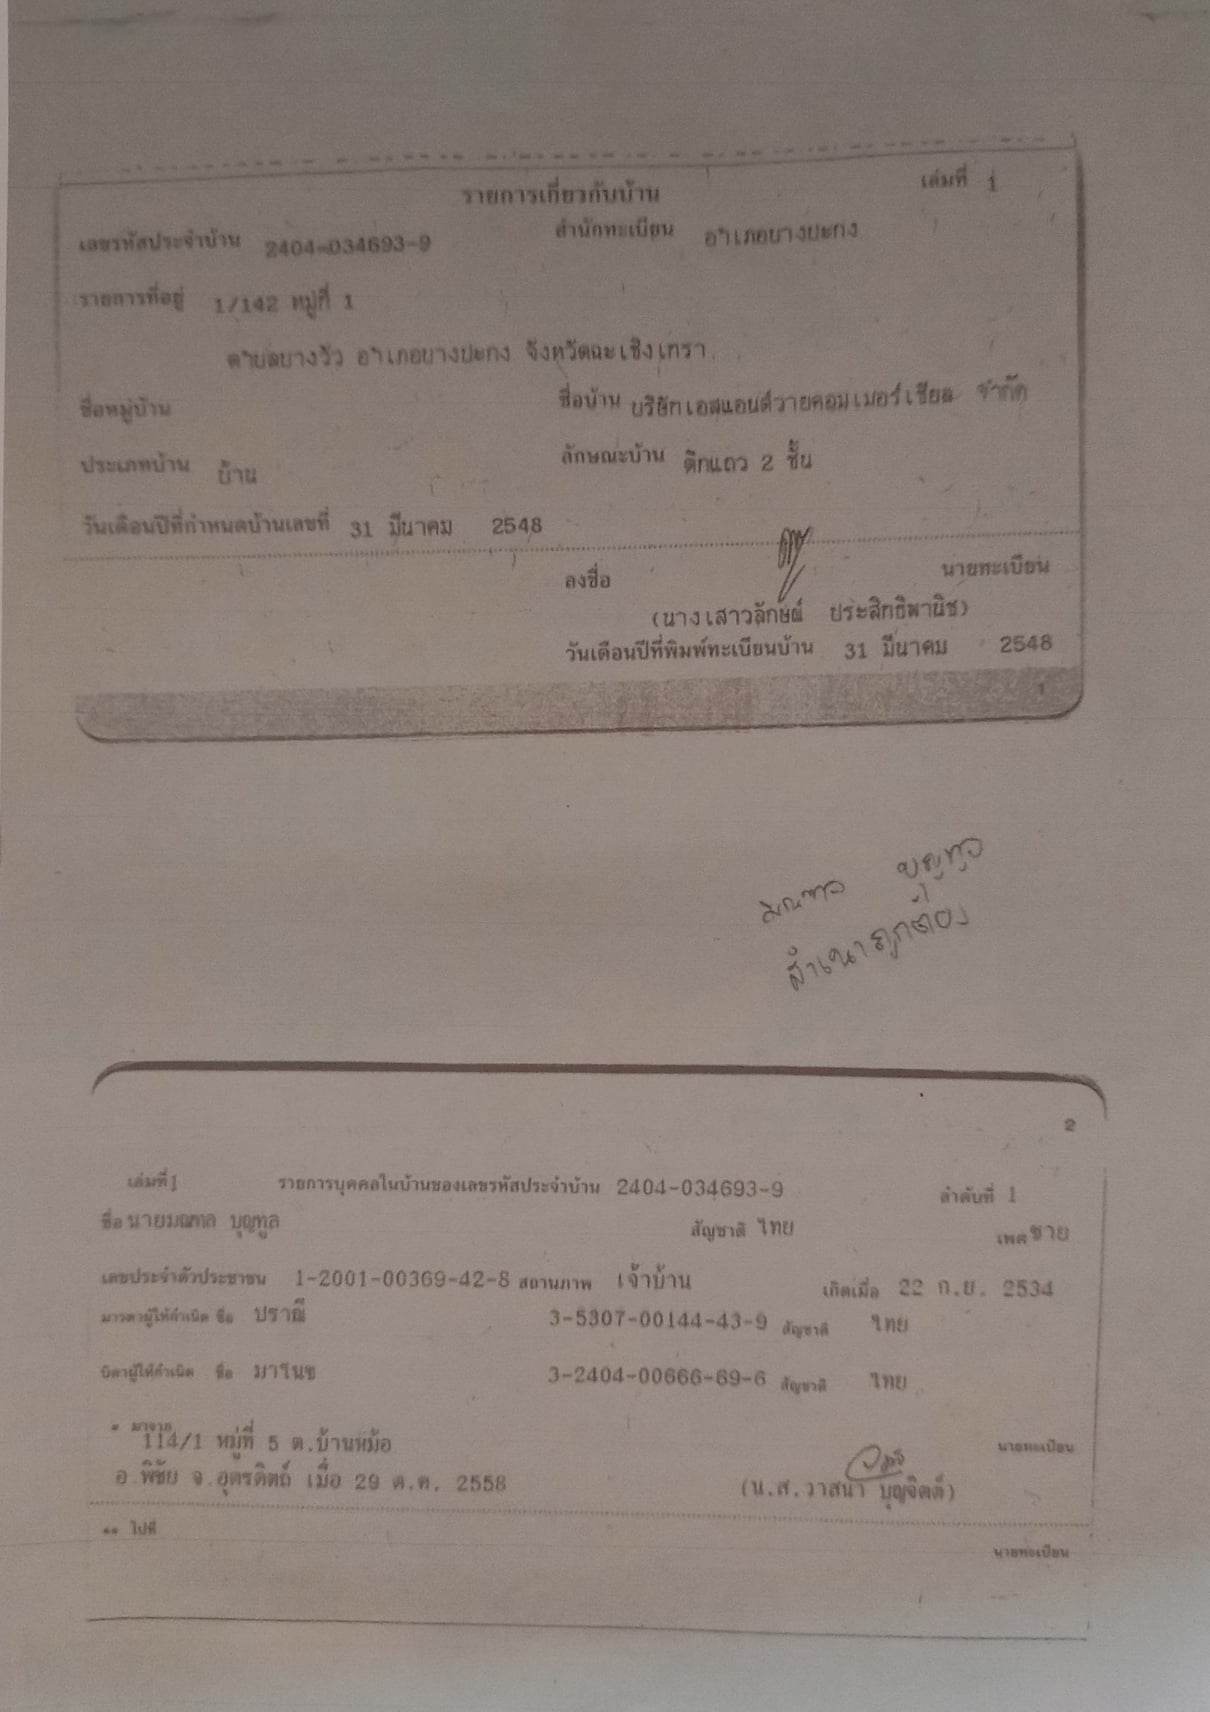 รายการเกี่ยวกับบ้าน เล่มที่ 1
เลขรหัสประจำบ้าน 2404-034693-9 สำนักทะเบียน อำเภอบางปะกง
รายการที่อยู่ 1/142 หมู่ที่ 1
ตำบลบางวัว อำเภอบางปะกง จังหวัดฉะเชิงเทรา
ชื่อหมู่บ้าน ชื่อบ้าน บริษัทเอสแอนด์วายคอมเมอร์เชียล จำกัด
ประเภทบ้าน บ้าน ลักษณะบ้าน ตึกแถว 2 ชั้น
วันเดือนปีที่กำหนดบ้านเลขที่ 31 มีนาคม 2548
ลงชื่อ นายทะเบียน
(นางเสาวลักษณ์ ประสิทธิพานิช)
วันเดือนปีที่พิมพ์ทะเบียนบ้าน 31 มีนาคม 2548
1
มณฑล บุญทูล
สำเนาถูกต้อง
2
เล่มที่ 1 รายการบุคคลในบ้านของเลขรหัสประจำบ้าน 2404-034693-9 ลำดับที่ 1
ชื่อ นายมณฑล บุญทูล สัญชาติ ไทย เพศ ชาย
เลขประจำตัวประชาชน 1-2001-00369-42-8 สถานภาพ เจ้าบ้าน เกิดเมื่อ 22 ก.ย. 2534
มารดาผู้ให้กำเนิด ชื่อ ปราณี 3-5307-00144-43-9 สัญชาติ ไทย
บิดาผู้ให้กำเนิด ชื่อ มาโนช 3-2404-00666-69-6 สัญชาติ ไทย
* มาจาก
114/1 หมู่ที่ 5 ต.บ้านหม้อ นายทะเบียน
อ.พิชัย จ.อุตรดิตถ์ เมื่อ 29 ต.ค. 2558 (น.ส.วาสนา บุญจิตต์)
** ไปที่
นายทะเบียน